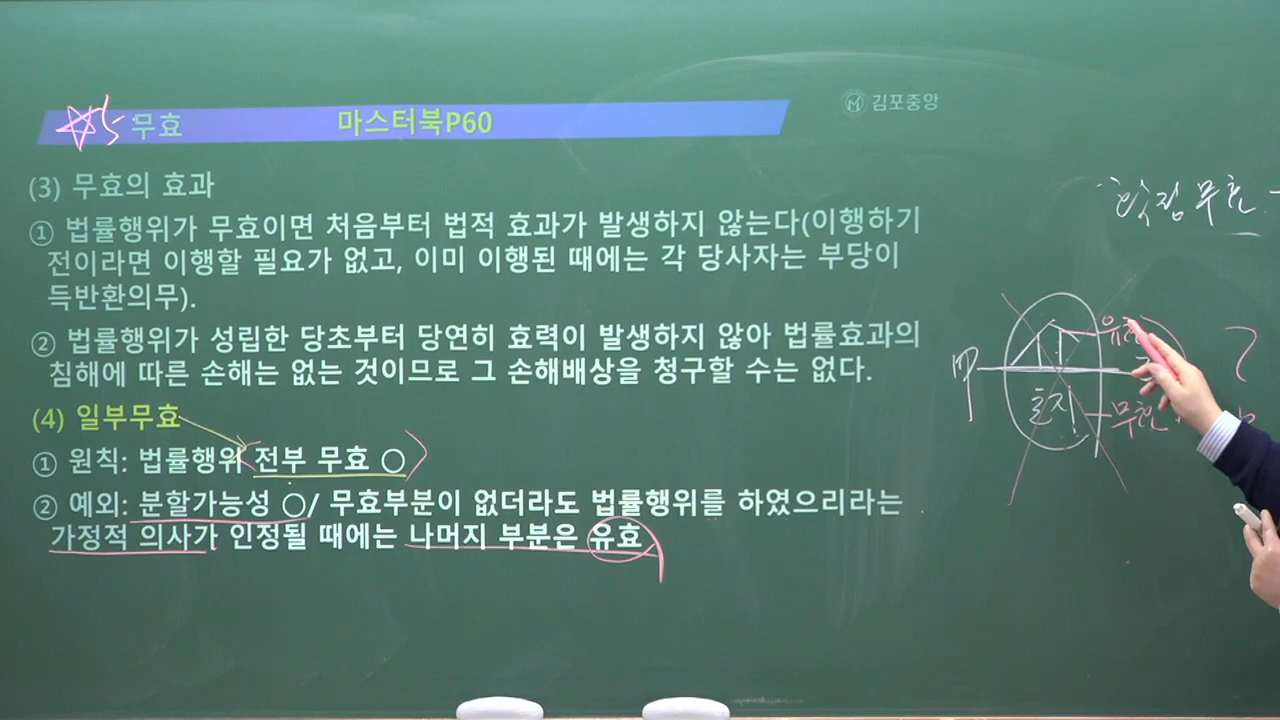 무효
마스터북P60
김포중앙
(3) 무효의 효과
① 법률행위가 무효이면 처음부터 법적 효과가 발생하지 않는다(이행하기
전이라면 이행할 필요가 없고, 이미 이행된 때에는 각 당사자는 부당이
득반환의무).
② 법률행위가 성립한 당초부터 당연히 효력이 발생하지 않아 법률효과의
침해에 따른 손해는 없는 것이므로 그 손해배상을 청구할 수는 없다.
(4) 일부무효
① 원칙: 법률행위 전부 무효 ○
② 예외: 분할가능성 ○/ 무효부분이 없더라도 법률행위를 하였으리라는
가정적 의사가 인정될 때에는 나머지 부분은 유효
무효
甲
유효
토지
무효